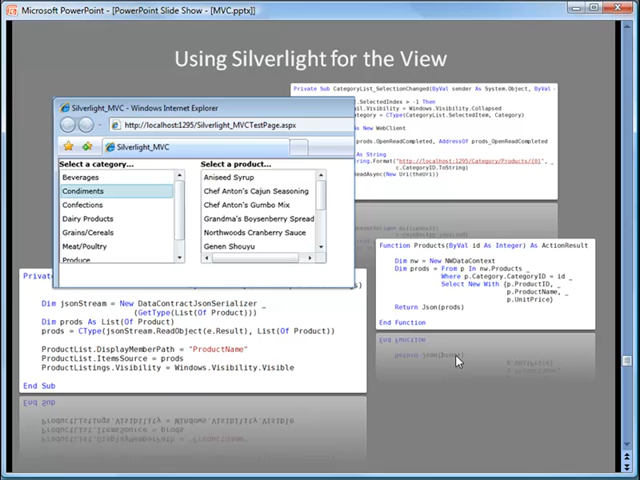 Microsoft PowerPoint - [PowerPoint Slide Show - [MVC.pptx]]
Using Silverlight for the View
Private Sub CategoryList_SelectionChanged(ByVal sender As System.Object, ByVal
.SelectedIndex > -1 Then
.Visibility = Windows.Visibility.Collapsed
Category = CType(CategoryList.SelectedItem, Category)
As New WebClient
prods.OpenReadCompleted, AddressOf prods_OpenReadCompleted
As String
.Format("http://localhost:1295/Category/Products/{0}", _
c.CategoryID.ToString)
ReadAsync(New Uri(theUri))
Silverlight_MVC - Windows Internet Explorer
http://localhost:1295/Silverlight_MVCTestPage.aspx
Silverlight_MVC
Select a category...
Beverages
Condiments
Confections
Dairy Products
Grains/Cereals
Meat/Poultry
Produce
Select a product...
Aniseed Syrup
Chef Anton's Cajun Seasoning
Chef Anton's Gumbo Mix
Grandma's Boysenberry Spread
Northwoods Cranberry Sauce
Genen Shouyu
Function Products(ByVal id As Integer) As ActionResult
Dim nw = New NWDataContext
Dim prods = From p In nw.Products _
Where p.Category.CategoryID = id _
Select New With {p.ProductID, _
p.ProductName, _
p.UnitPrice}
Return Json(prods)
End Function
Private
Dim jsonStream = New DataContractJsonSerializer _
(GetType(List(Of Product)))
Dim prods As List(Of Product)
prods = CType(jsonStream.ReadObject(e.Result), List(Of Product))
ProductList.DisplayMemberPath = "ProductName"
ProductList.ItemsSource = prods
ProductListings.Visibility = Windows.Visibility.Visible
End Sub